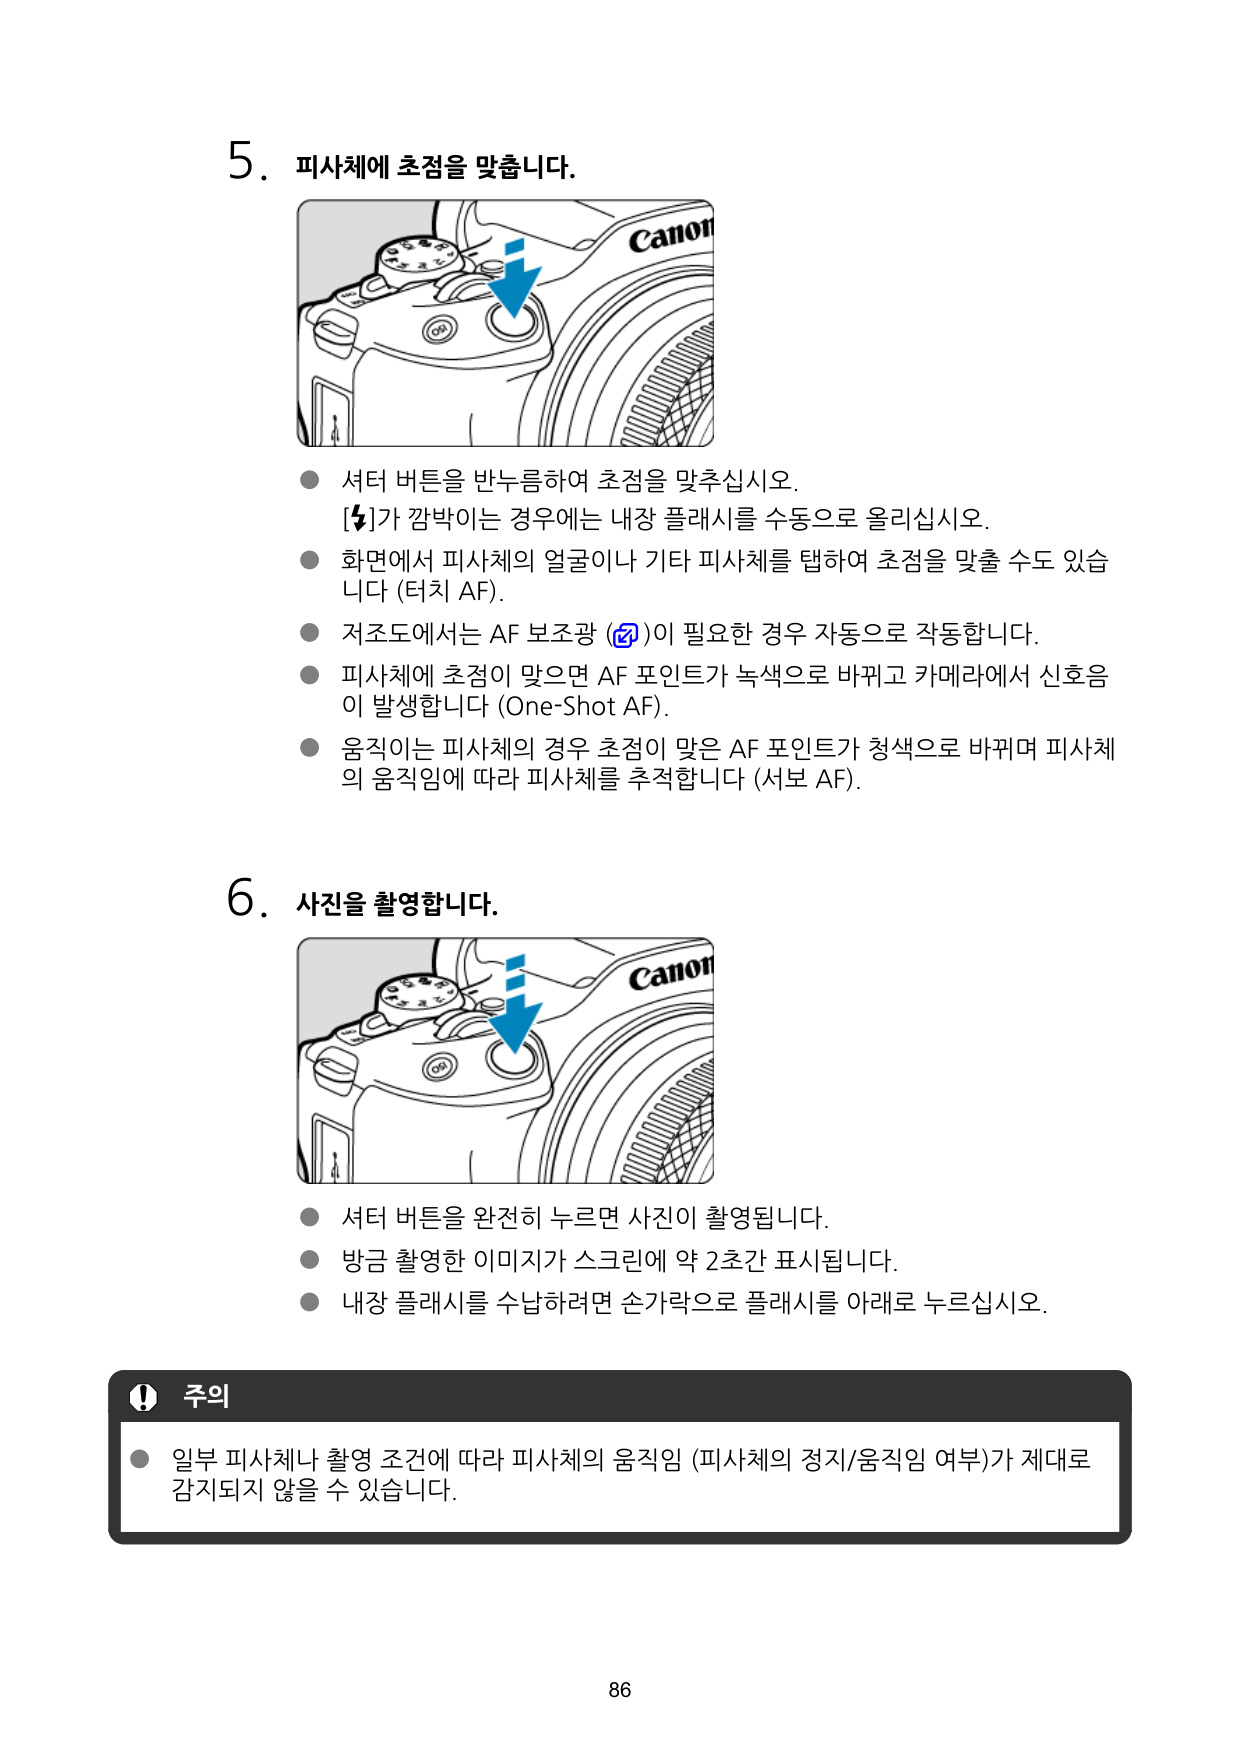 5. 피사체에 초점을 맞춥니다.
Canon
ISO
● 셔터 버튼을 반누름하여 초점을 맞추십시오.
[⚡]가 깜박이는 경우에는 내장 플래시를 수동으로 올리십시오.
● 화면에서 피사체의 얼굴이나 기타 피사체를 탭하여 초점을 맞출 수도 있습
니다 (터치 AF).
● 저조도에서는 AF 보조광 ( )이 필요한 경우 자동으로 작동합니다.
● 피사체에 초점이 맞으면 AF 포인트가 녹색으로 바뀌고 카메라에서 신호음
이 발생합니다 (One-Shot AF).
● 움직이는 피사체의 경우 초점이 맞은 AF 포인트가 청색으로 바뀌며 피사체
의 움직임에 따라 피사체를 추적합니다 (서보 AF).
6. 사진을 촬영합니다.
Canon
ISO
● 셔터 버튼을 완전히 누르면 사진이 촬영됩니다.
● 방금 촬영한 이미지가 스크린에 약 2초간 표시됩니다.
● 내장 플래시를 수납하려면 손가락으로 플래시를 아래로 누르십시오.
주의
● 일부 피사체나 촬영 조건에 따라 피사체의 움직임 (피사체의 정지/움직임 여부)가 제대로
감지되지 않을 수 있습니다.
86